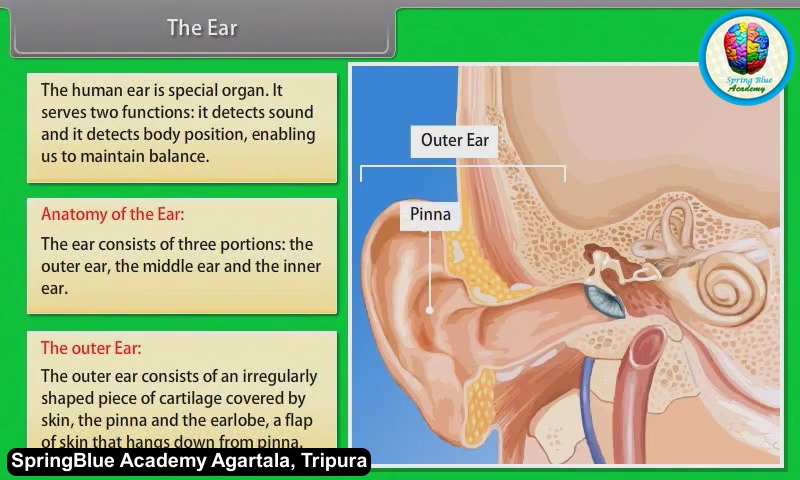 The Ear
Spring Blue
Academy
The human ear is special organ. It
serves two functions: it detects sound
and it detects body position, enabling
us to maintain balance.
Anatomy of the Ear:
The ear consists of three portions: the
outer ear, the middle ear and the inner
ear.
The outer Ear:
The outer ear consists of an irregularly
shaped piece of cartilage covered by
skin, the pinna and the earlobe, a flap
of skin that hangs down from pinna.
Outer Ear
Pinna
SpringBlue Academy Agartala, Tripura